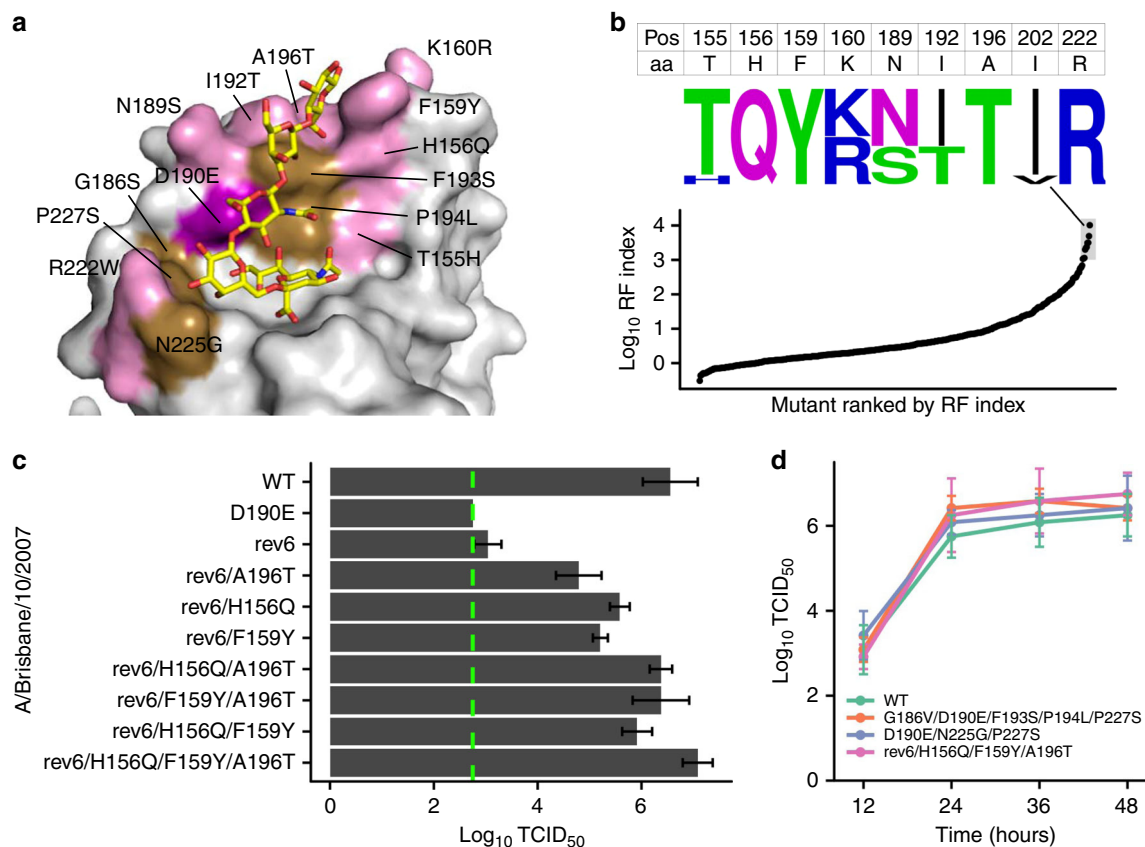 a
K160R
A196T
I192T
N189S
F159Y
H156Q
G186S
D190E
F193S
P227S
P194L
R222W
T155H
N225G
b
Pos 155 156 159 160 189 192 196 202 222
aa T H F K N I A I R
TQYKNITIR
H RST V
Log10 RF index
4
3
2
1
0
Mutant ranked by RF index
c
A/Brisbane/10/2007
WT
D190E
rev6
rev6/A196T
rev6/H156Q
rev6/F159Y
rev6/H156Q/A196T
rev6/F159Y/A196T
rev6/H156Q/F159Y
rev6/H156Q/F159Y/A196T
0 2 4 6
Log10 TCID50
d
Log10 TCID50
6
4
2
0
WT
G186V/D190E/F193S/P194L/P227S
D190E/N225G/P227S
rev6/H156Q/F159Y/A196T
12 24 36 48
Time (hours)